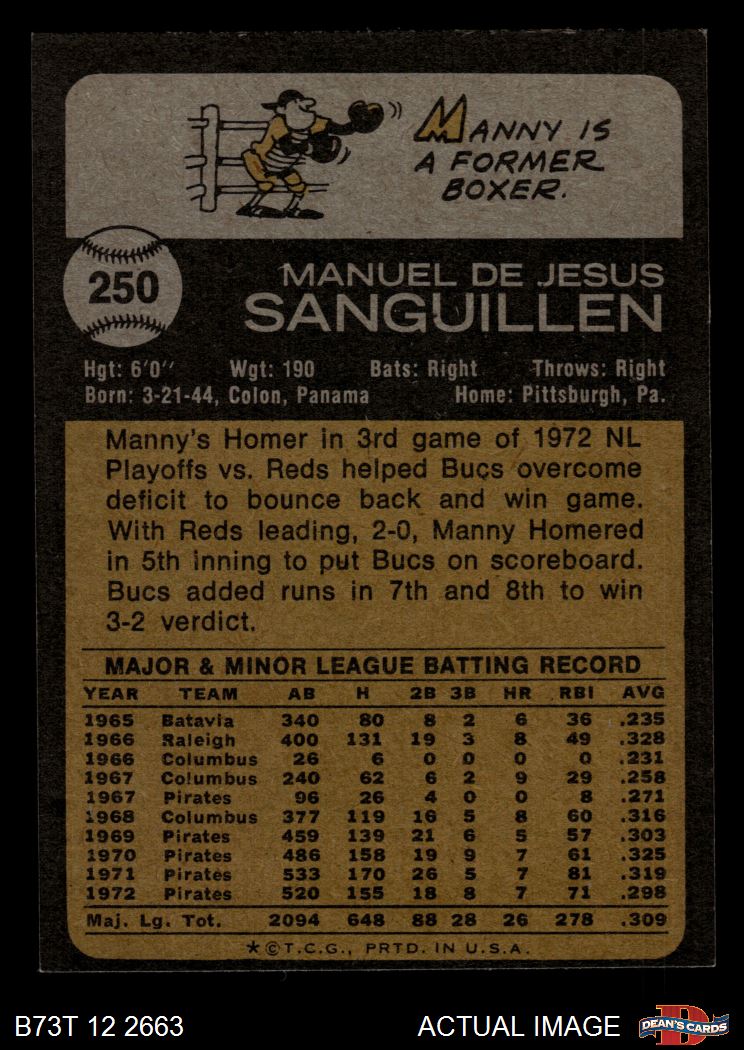 MANNY IS
A FORMER
BOXER.
250
MANUEL DE JESUS
SANGUILLEN
Hgt: 6'0" Wgt: 190 Bats: Right Throws: Right
Born: 3-21-44, Colon, Panama Home: Pittsburgh, Pa.
Manny's Homer in 3rd game of 1972 NL
Playoffs vs. Reds helped Bucs overcome
deficit to bounce back and win game.
With Reds leading, 2-0, Manny Homered
in 5th inning to put Bucs on scoreboard.
Bucs added runs in 7th and 8th to win
3-2 verdict.
MAJOR & MINOR LEAGUE BATTING RECORD
YEAR TEAM AB H 2B 3B HR RBI AVG
1965 Batavia 340 80 8 2 6 36 .235
1966 Raleigh 400 131 19 3 8 49 .328
1966 Columbus 26 6 0 0 0 0 .231
1967 Columbus 240 62 6 2 9 29 .258
1967 Pirates 96 26 4 0 0 8 .271
1968 Columbus 377 119 16 5 8 60 .316
1969 Pirates 459 139 21 6 5 57 .303
1970 Pirates 486 158 19 9 7 61 .325
1971 Pirates 533 170 26 5 7 81 .319
1972 Pirates 520 155 18 8 7 71 .298
Maj. Lg. Tot. 2094 648 88 28 26 278 .309
★©T.C.G., PRTD. IN U.S.A.
B73T 12 2663 ACTUAL IMAGE DEAN'S CARDS